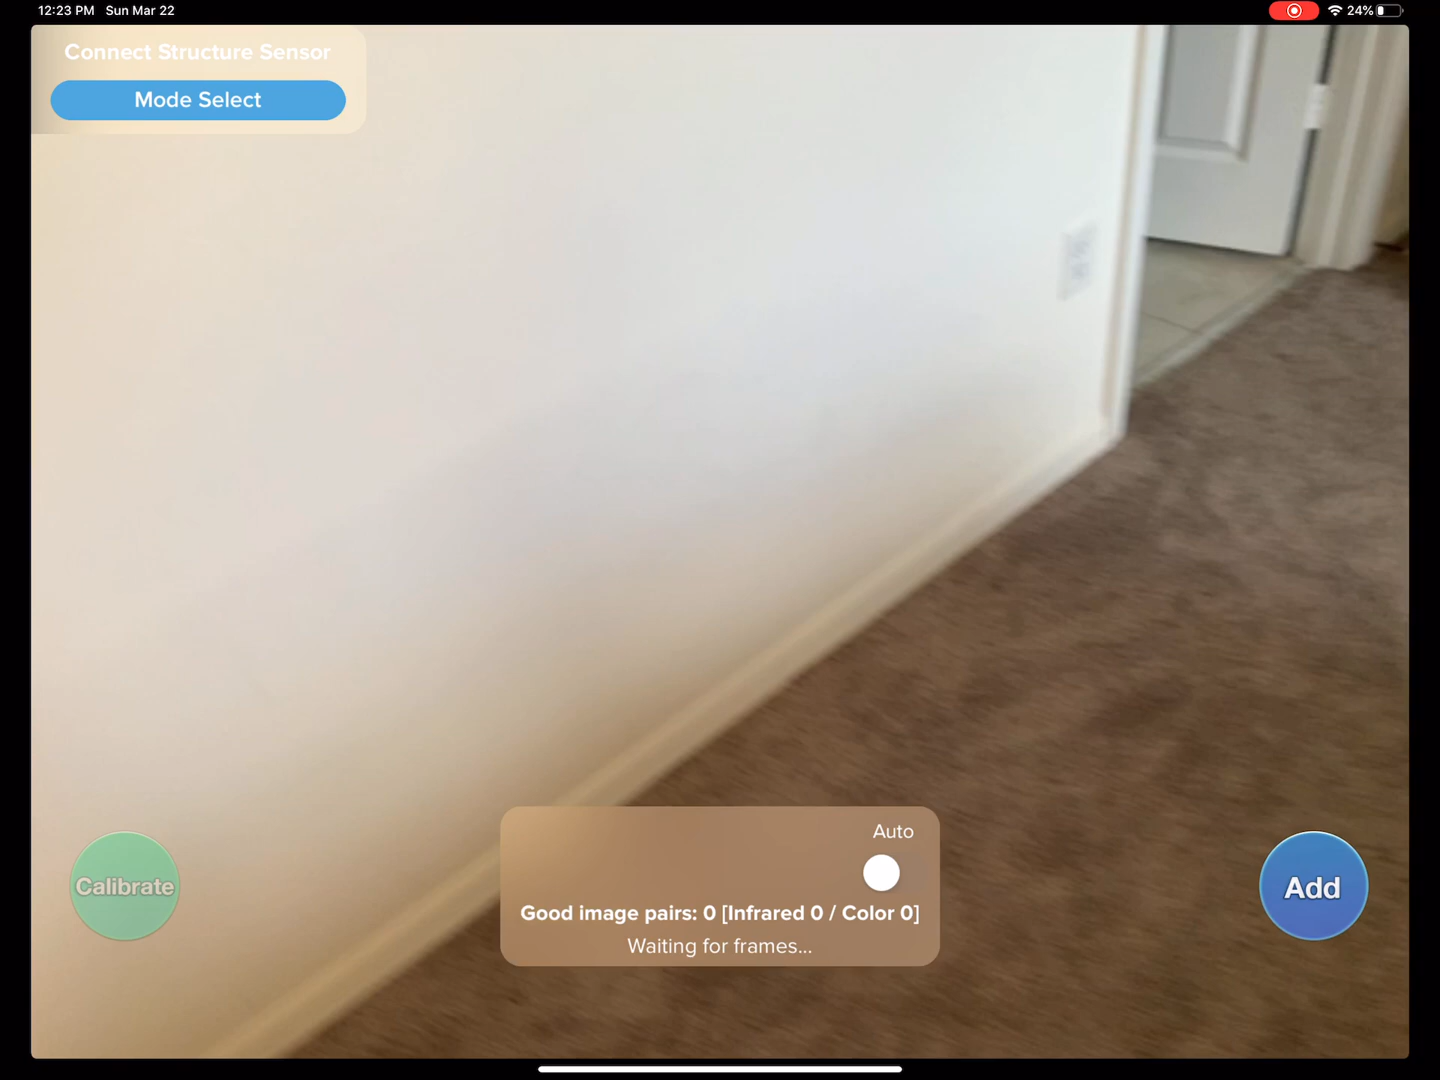 12:23 PM Sun Mar 22
24%
Connect Structure Sensor
Mode Select
Auto
Good image pairs: 0 [Infrared 0 / Color 0]
Waiting for frames...
Calibrate
Add